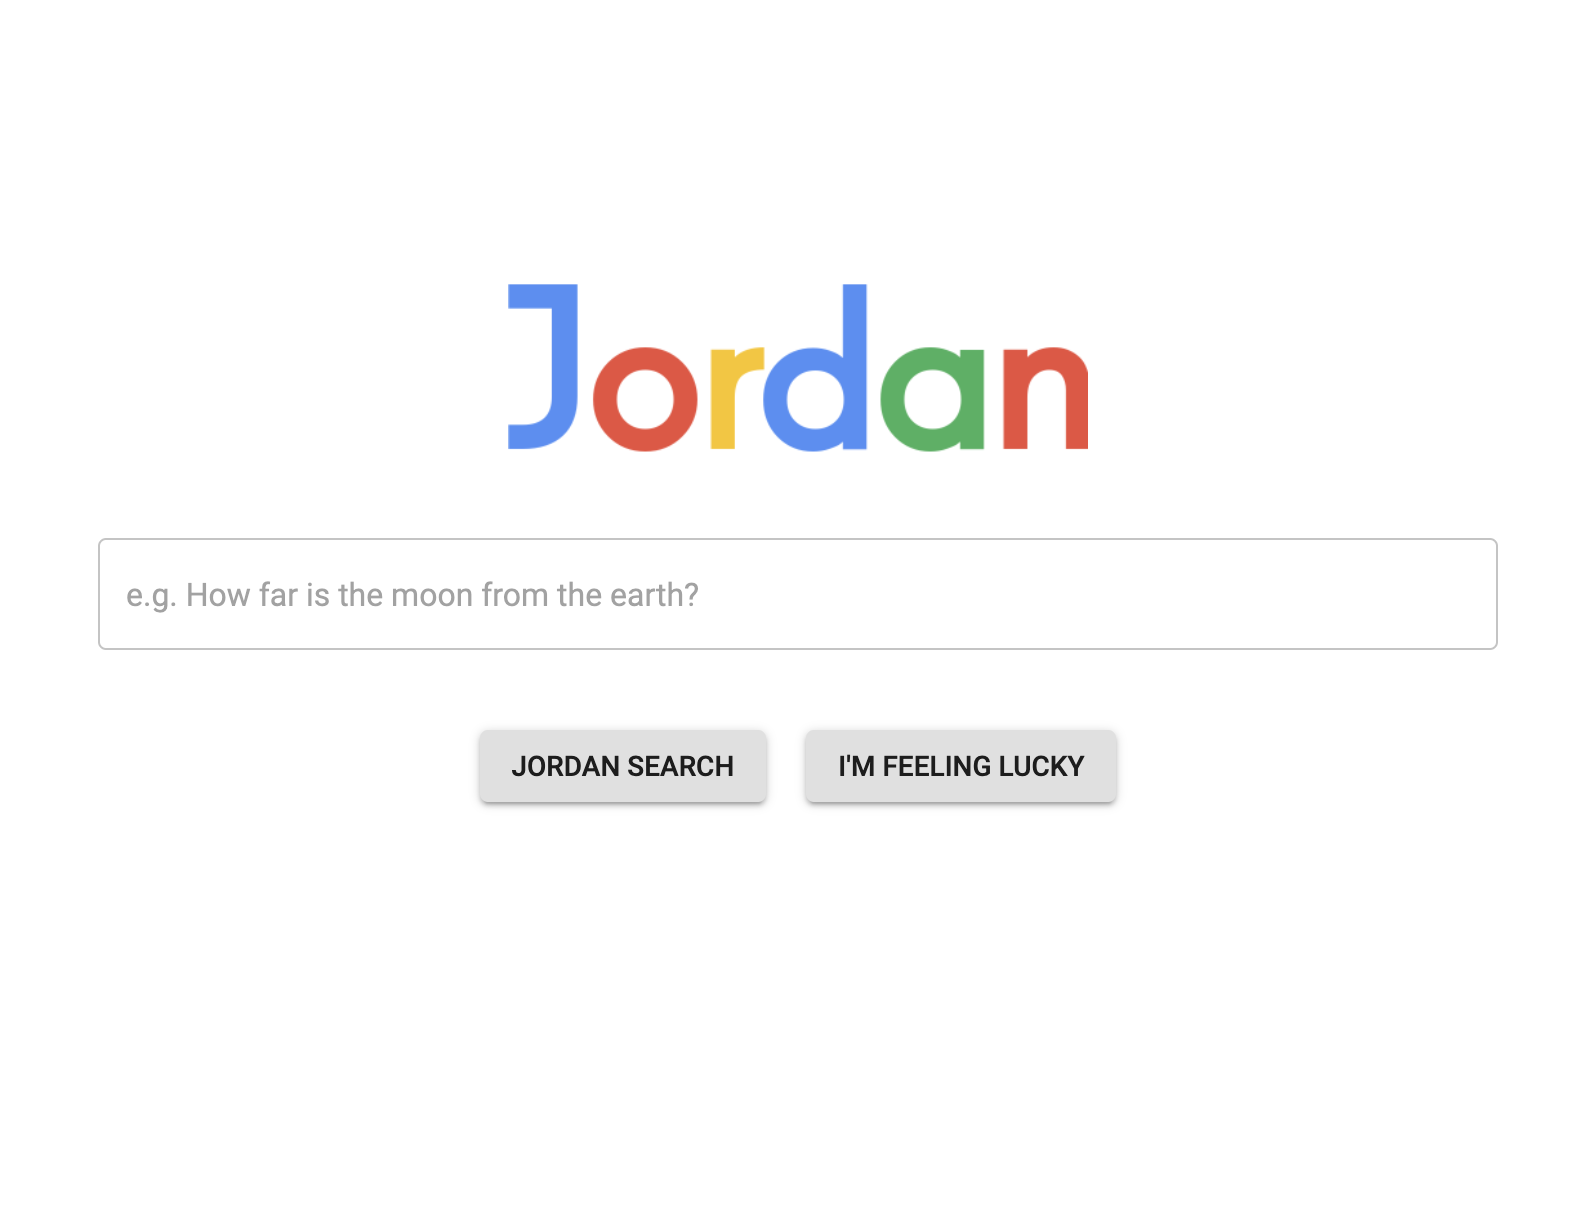 Jordan
e.g. How far is the moon from the earth?
JORDAN SEARCH
I'M FEELING LUCKY